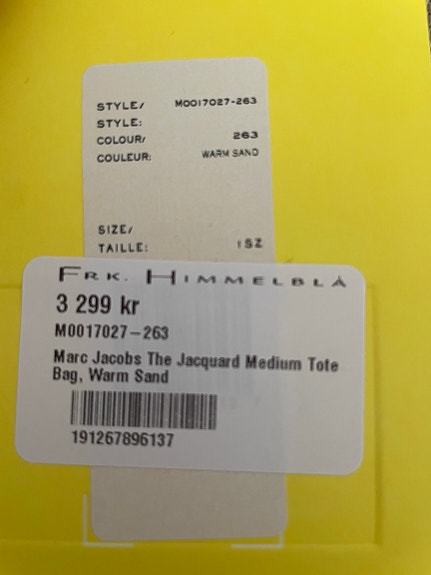 STYLE/ M0017027-263
STYLE:
COLOUR/ 263
COULEUR: WARM SAND
SIZE/
TAILLE: 1SZ
FRK. HIMMELBLÅ
3 299 kr
M0017027-263
Marc Jacobs The Jacquard Medium Tote
Bag, Warm Sand
191267896137